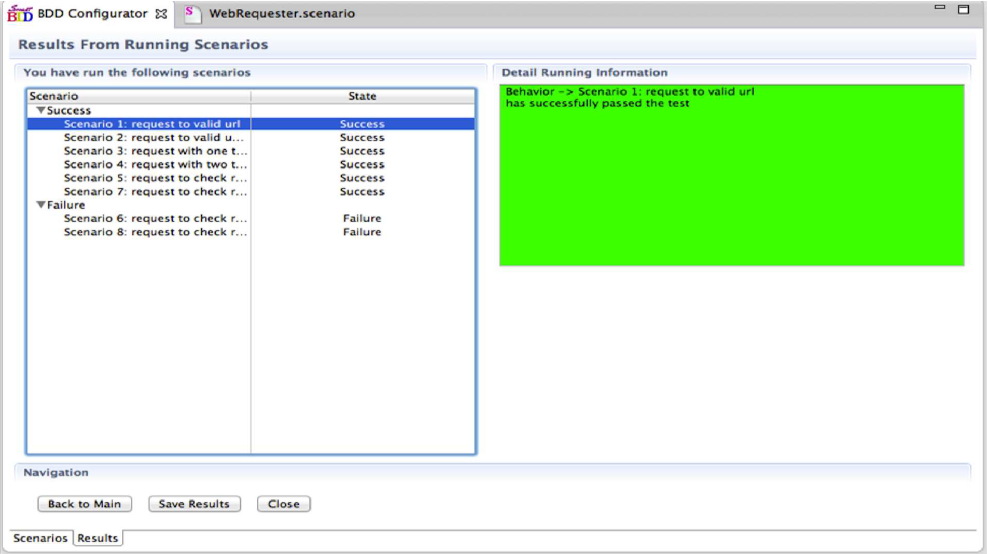 BDD BDD Configurator S WebRequester.scenario
Results From Running Scenarios
You have run the following scenarios
Scenario State
Success
Scenario 1: request to valid url Success
Scenario 2: request to valid u... Success
Scenario 3: request with one t... Success
Scenario 4: request with two t... Success
Scenario 5: request to check r... Success
Scenario 7: request to check r... Success
Failure
Scenario 6: request to check r... Failure
Scenario 8: request to check r... Failure
Detail Running Information
Behavior -> Scenario 1: request to valid url
has successfully passed the test
Navigation
Back to Main Save Results Close
Scenarios Results